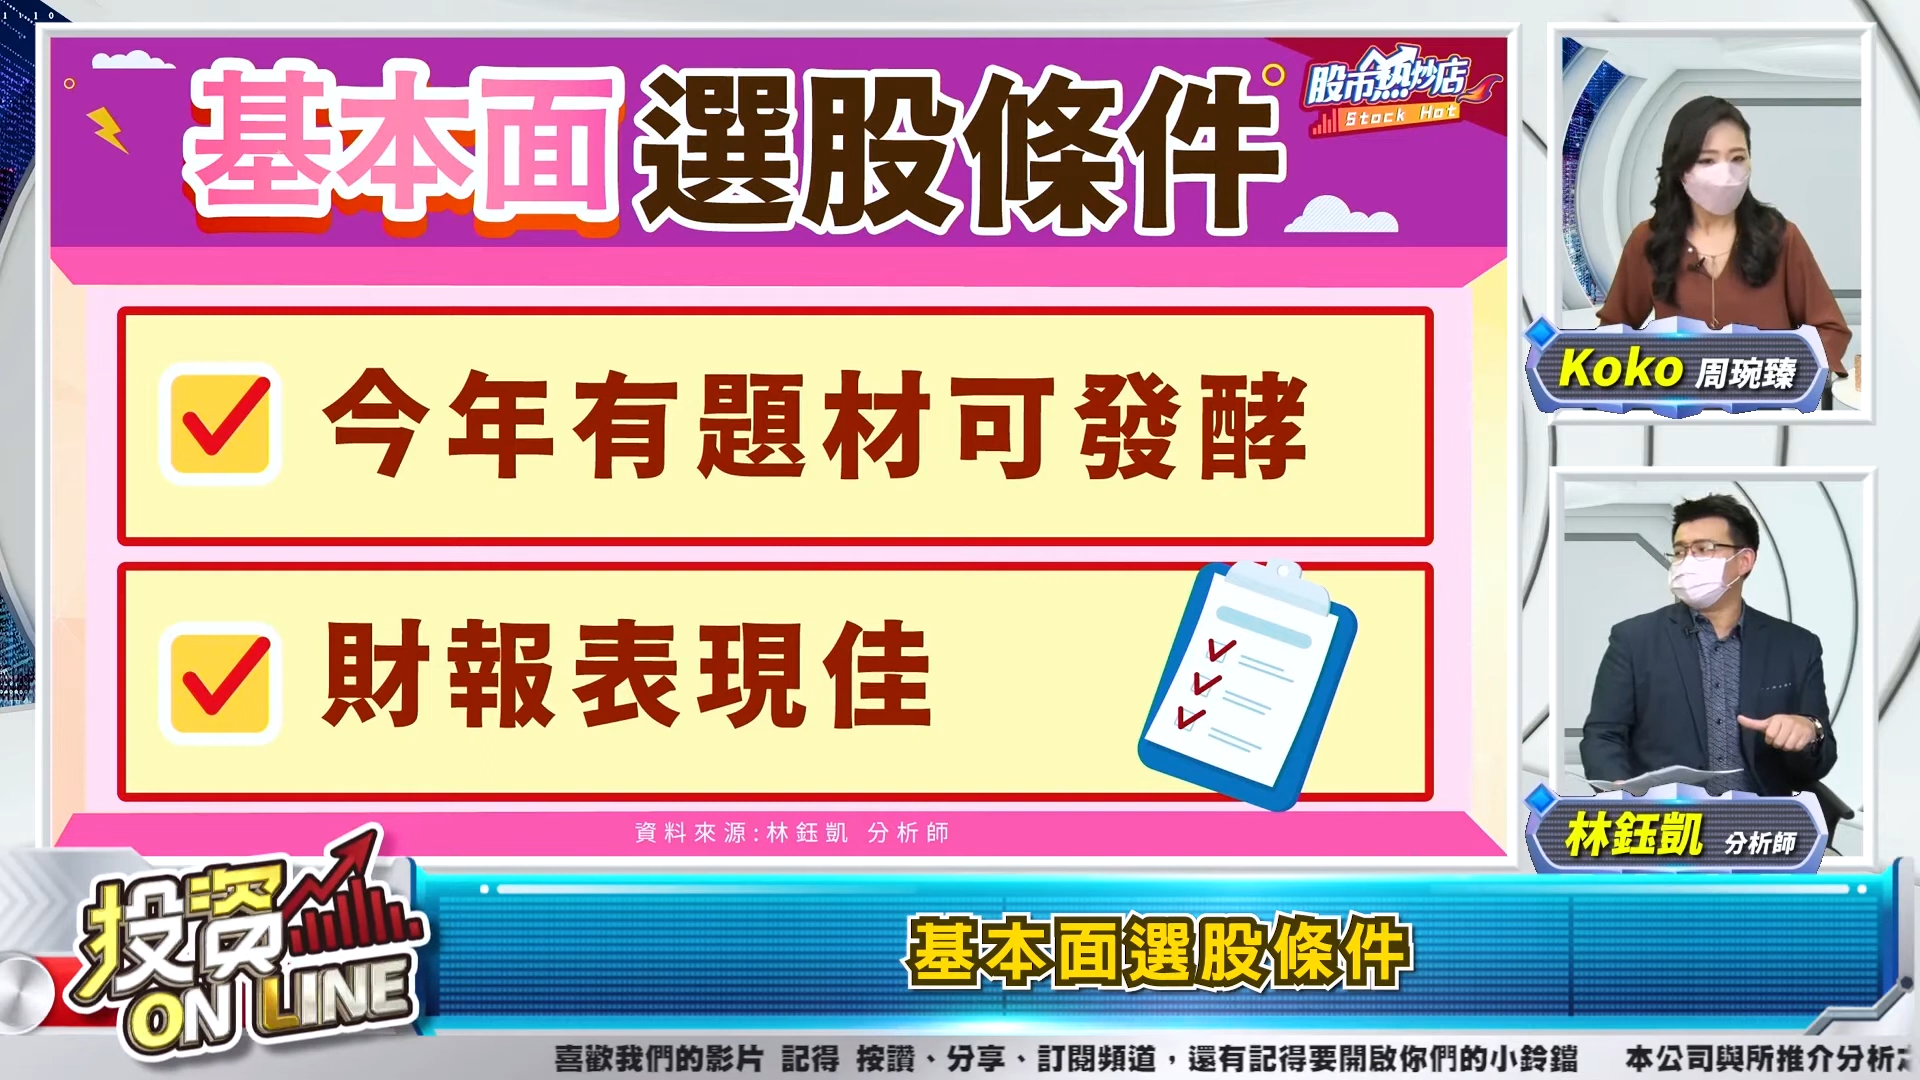 基本面選股條件
股市熱炒店
Stock Hot
今年有題材可發酵
財報表現佳
資料來源:林鈺凱 分析師
Koko 周琬臻
林鈺凱 分析師
投資
ON LINE
基本面選股條件
喜歡我們的影片 記得 按讚、分享、訂閱頻道，還有記得要開啟你們的小鈴鐺 本公司與所推介分析